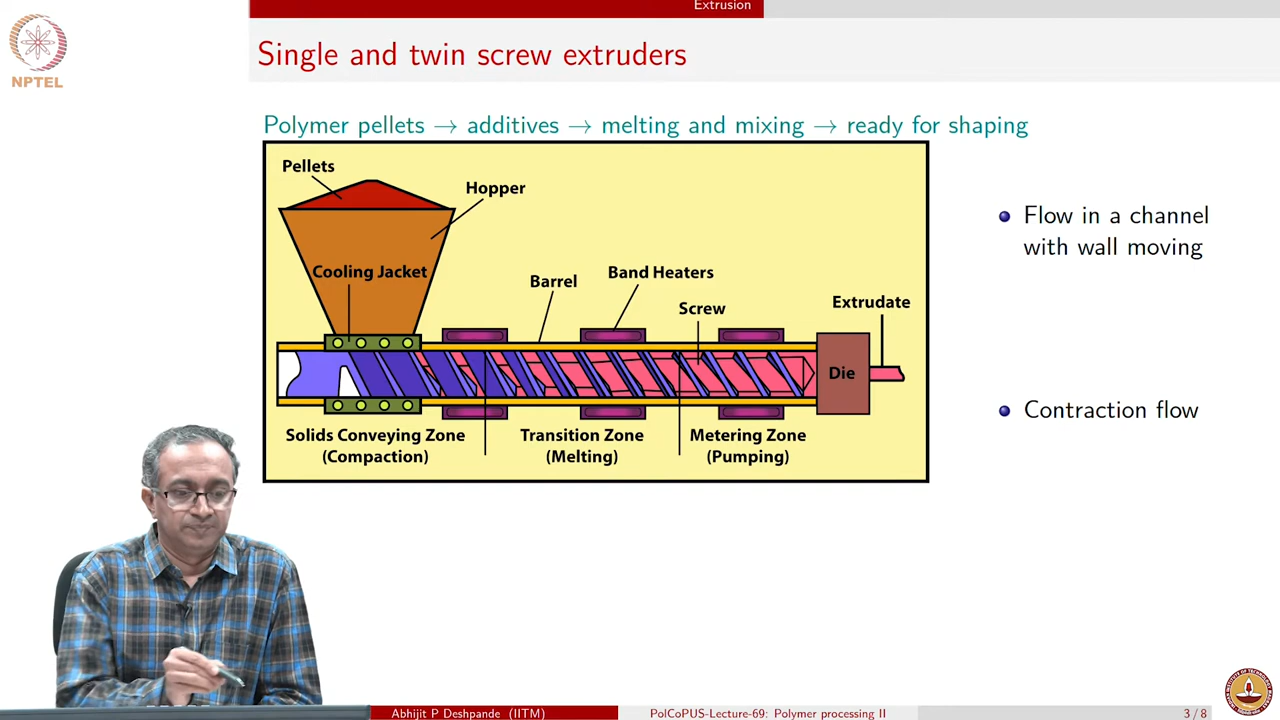 Extrusion
NPTEL
Single and twin screw extruders
Polymer pellets → additives → melting and mixing → ready for shaping
Pellets
Hopper
Cooling Jacket
Barrel
Band Heaters
Screw
Extrudate
Die
Solids Conveying Zone
(Compaction)
Transition Zone
(Melting)
Metering Zone
(Pumping)
Flow in a channel
with wall moving
Contraction flow
Abhijit P Deshpande (IITM)
PolCoPUS-Lecture-69: Polymer processing II
3/8